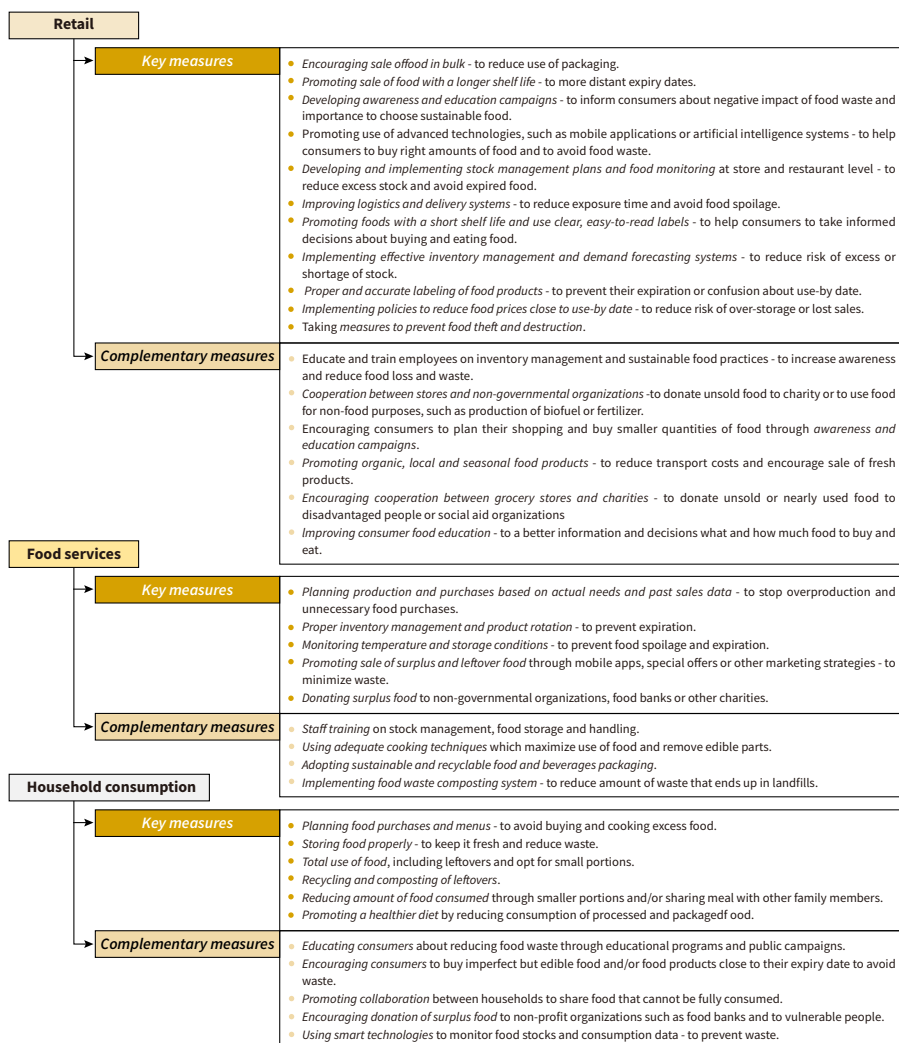 Retail
Key measures
Encouraging sale offood in bulk - to reduce use of packaging.
Promoting sale of food with a longer shelf life - to more distant expiry dates.
Developing awareness and education campaigns - to inform consumers about negative impact of food waste and
importance to choose sustainable food.
Promoting use of advanced technologies, such as mobile applications or artificial intelligence systems - to help
consumers to buy right amounts of food and to avoid food waste.
Developing and implementing stock management plans and food monitoring at store and restaurant level - to
reduce excess stock and avoid expired food.
Improving logistics and delivery systems - to reduce exposure time and avoid food spoilage.
Promoting foods with a short shelf life and use clear, easy-to-read labels - to help consumers to take informed
decisions about buying and eating food.
Implementing effective inventory management and demand forecasting systems - to reduce risk of excess or
shortage of stock.
Proper and accurate labeling of food products - to prevent their expiration or confusion about use-by date.
Implementing policies to reduce food prices close to use-by date - to reduce risk of over-storage or lost sales.
Taking measures to prevent food theft and destruction.
Complementary measures
Educate and train employees on inventory management and sustainable food practices - to increase awareness
and reduce food loss and waste.
Cooperation between stores and non-governmental organizations -to donate unsold food to charity or to use food
for non-food purposes, such as production of biofuel or fertilizer.
Encouraging consumers to plan their shopping and buy smaller quantities of food through awareness and
education campaigns.
Promoting organic, local and seasonal food products - to reduce transport costs and encourage sale of fresh
products.
Encouraging cooperation between grocery stores and charities - to donate unsold or nearly used food to
disadvantaged people or social aid organizations
Improving consumer food education - to a better information and decisions what and how much food to buy and
eat.
Food services
Key measures
Planning production and purchases based on actual needs and past sales data - to stop overproduction and
unnecessary food purchases.
Proper inventory management and product rotation - to prevent expiration.
Monitoring temperature and storage conditions - to prevent food spoilage and expiration.
Promoting sale of surplus and leftover food through mobile apps, special offers or other marketing strategies - to
minimize waste.
Donating surplus food to non-governmental organizations, food banks or other charities.
Complementary measures
Staff training on stock management, food storage and handling.
Using adequate cooking techniques which maximize use of food and remove edible parts.
Adopting sustainable and recyclable food and beverages packaging.
Implementing food waste composting system - to reduce amount of waste that ends up in landfills.
Household consumption
Key measures
Planning food purchases and menus - to avoid buying and cooking excess food.
Storing food properly - to keep it fresh and reduce waste.
Total use of food, including leftovers and opt for small portions.
Recycling and composting of leftovers.
Reducing amount of food consumed through smaller portions and/or sharing meal with other family members.
Promoting a healthier diet by reducing consumption of processed and packagedf ood.
Complementary measures
Educating consumers about reducing food waste through educational programs and public campaigns.
Encouraging consumers to buy imperfect but edible food and/or food products close to their expiry date to avoid
waste.
Promoting collaboration between households to share food that cannot be fully consumed.
Encouraging donation of surplus food to non-profit organizations such as food banks and to vulnerable people.
Using smart technologies to monitor food stocks and consumption data - to prevent waste.